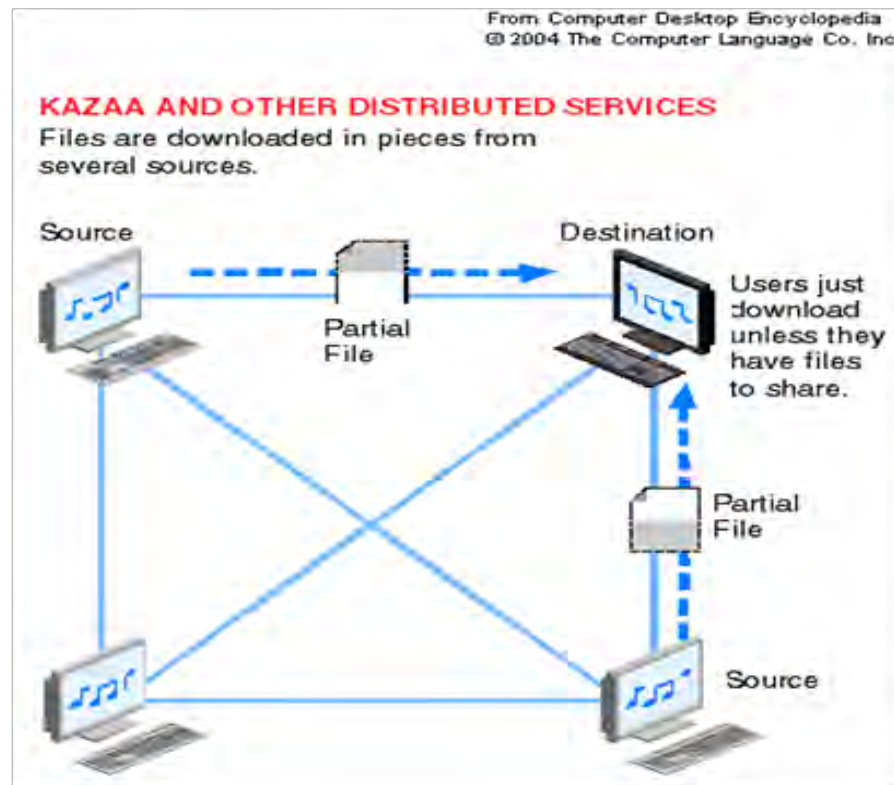 From Computer Desktop Encyclopedia
© 2004 The Computer Language Co. Inc
KAZAA AND OTHER DISTRIBUTED SERVICES
Files are downloaded in pieces from
several sources.
Source
Destination
Partial
File
Users just
download
unless they
have files
to share.
Partial
File
Source